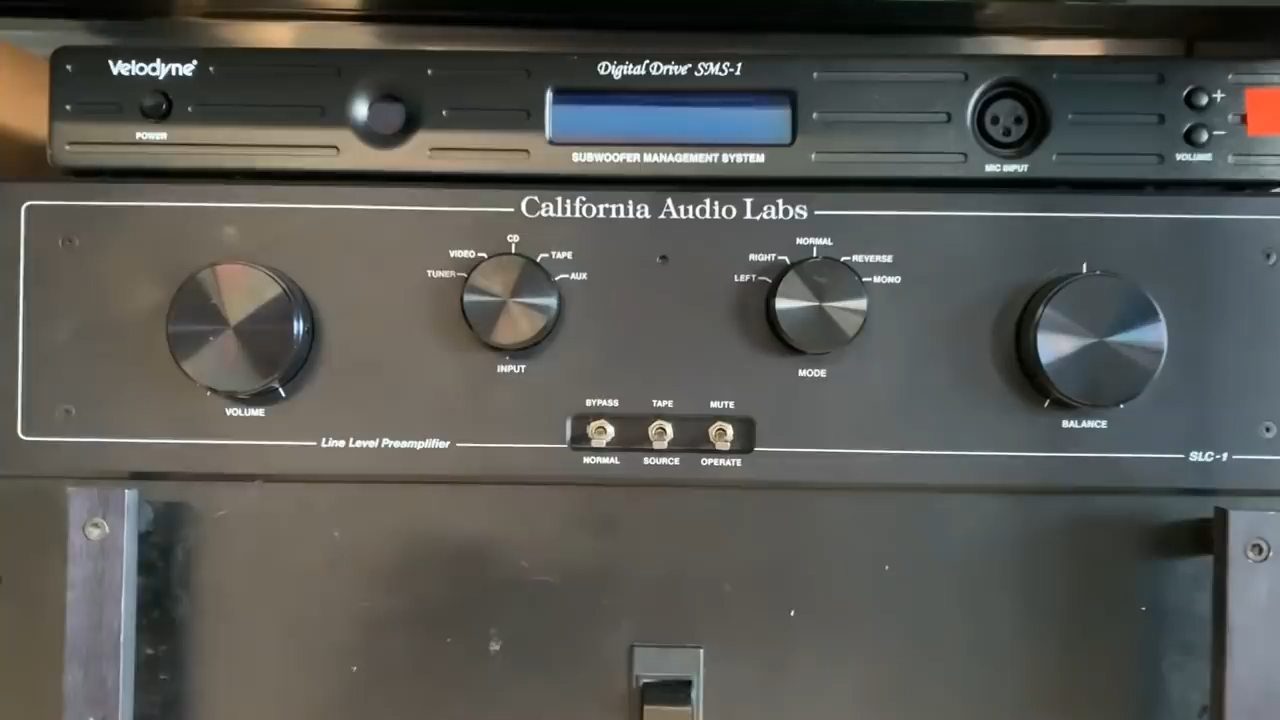 Velodyne
Digital Drive SMS-1
POWER
SUBWOOFER MANAGEMENT SYSTEM
MIC INPUT
+
−
VOLUME
California Audio Labs
TUNER
VIDEO
CD
TAPE
AUX
INPUT
LEFT
RIGHT
NORMAL
REVERSE
MONO
MODE
VOLUME
BALANCE
BYPASS TAPE MUTE
NORMAL SOURCE OPERATE
Line Level Preamplifier
SLC-1